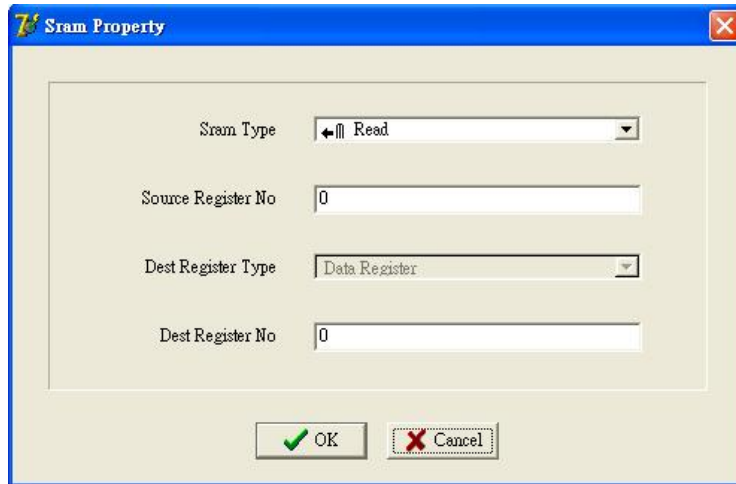 Sram Property
Sram Type Read
Source Register No 0
Dest Register Type Data Register
Dest Register No 0
OK Cancel